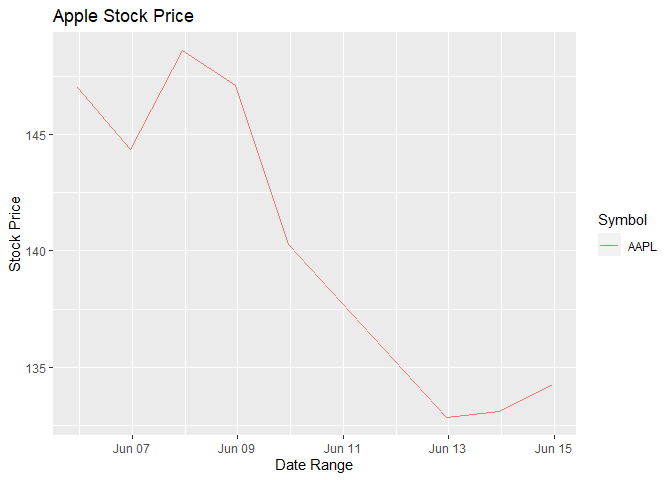 Apple Stock Price
145
140
135
Stock Price
Jun 07 Jun 09 Jun 11 Jun 13 Jun 15
Date Range
Symbol
AAPL